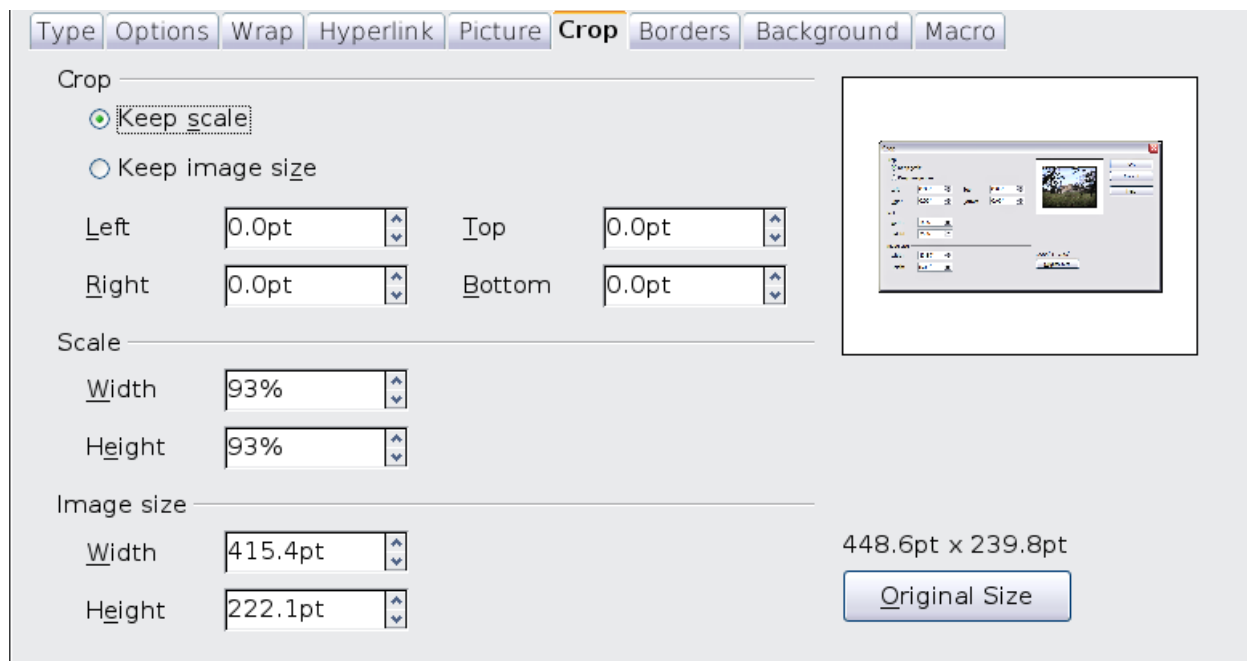 Type Options Wrap Hyperlink Picture Crop Borders Background Macro
Crop
Keep scale
Keep image size
Left 0.0pt Top 0.0pt
Right 0.0pt Bottom 0.0pt
Scale
Width 93%
Height 93%
Image size
Width 415.4pt
448.6pt x 239.8pt
Height 222.1pt
Original Size